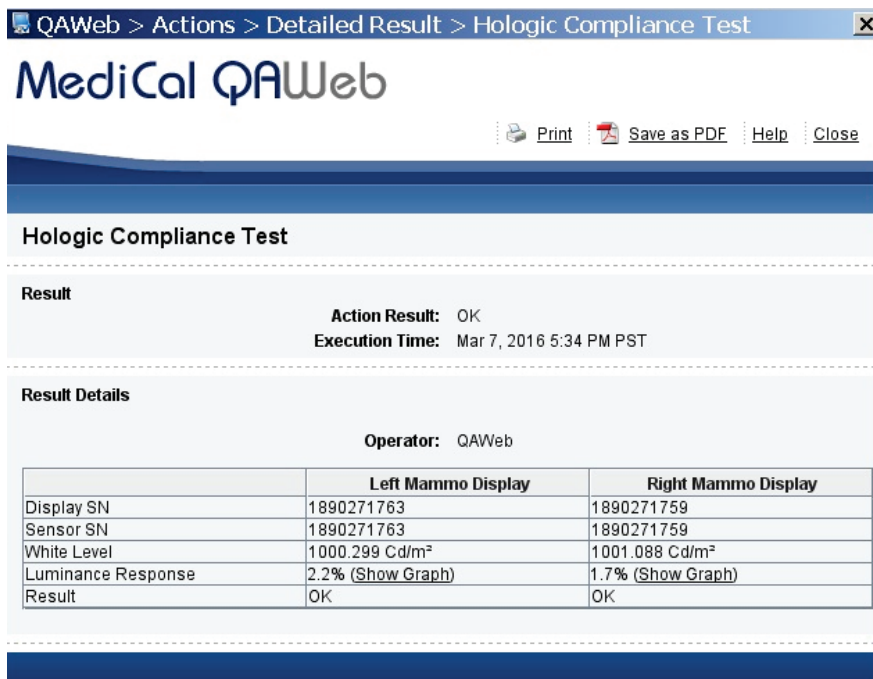 QAWeb > Actions > Detailed Result > Hologic Compliance Test
MediCal QAWeb
Print Save as PDF Help Close
Hologic Compliance Test
Result
Action Result: OK
Execution Time: Mar 7, 2016 5:34 PM PST
Result Details
Operator: QAWeb
Left Mammo Display Right Mammo Display
Display SN 1890271763 1890271759
Sensor SN 1890271763 1890271759
White Level 1000.299 Cd/m² 1001.088 Cd/m²
Luminance Response 2.2% (Show Graph) 1.7% (Show Graph)
Result OK OK